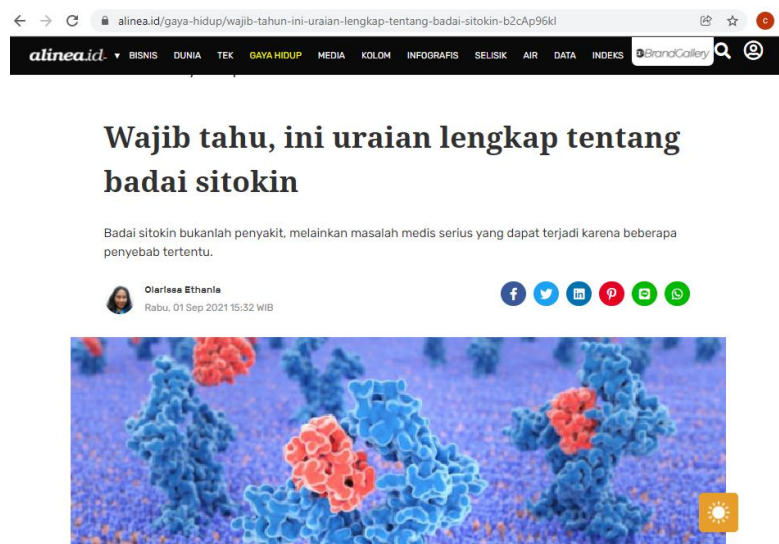 alinea.id/gaya-hidup/wajib-tahun-ini-uraian-lengkap-tentang-badai-sitokin-b2cAp96kl
c
alinea.id BISNIS DUNIA TEK GAYA HIDUP MEDIA KOLOM INFOGRAFIS SELISIK AIR DATA INDEKS BrandGallery
Wajib tahu, ini uraian lengkap tentang
badai sitokin
Badai sitokin bukanlah penyakit, melainkan masalah medis serius yang dapat terjadi karena beberapa
penyebab tertentu.
Clarissa Ethania
Rabu, 01 Sep 2021 15:32 WIB